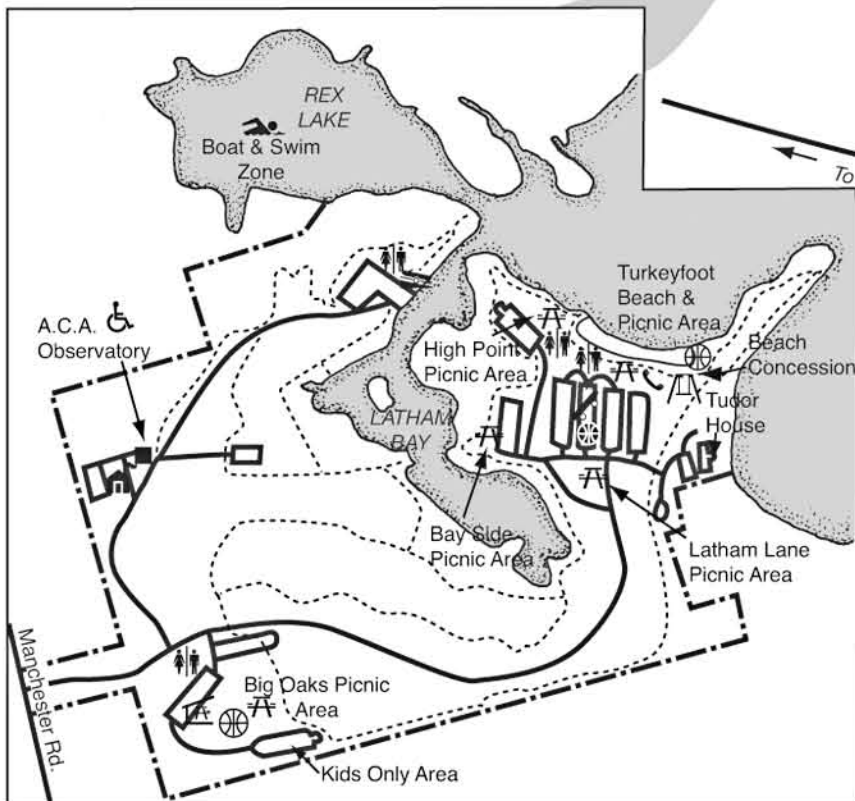 REX
LAKE
Boat & Swim
Zone
To
Turkeyfoot
Beach &
Picnic Area
A.C.A.
Observatory
High Point
Picnic Area
Beach
Concession
LATHAM
BAY
Tudor
House
Bay Side
Picnic Area
Latham Lane
Picnic Area
Manchester Rd.
Big Oaks Picnic
Area
Kids Only Area